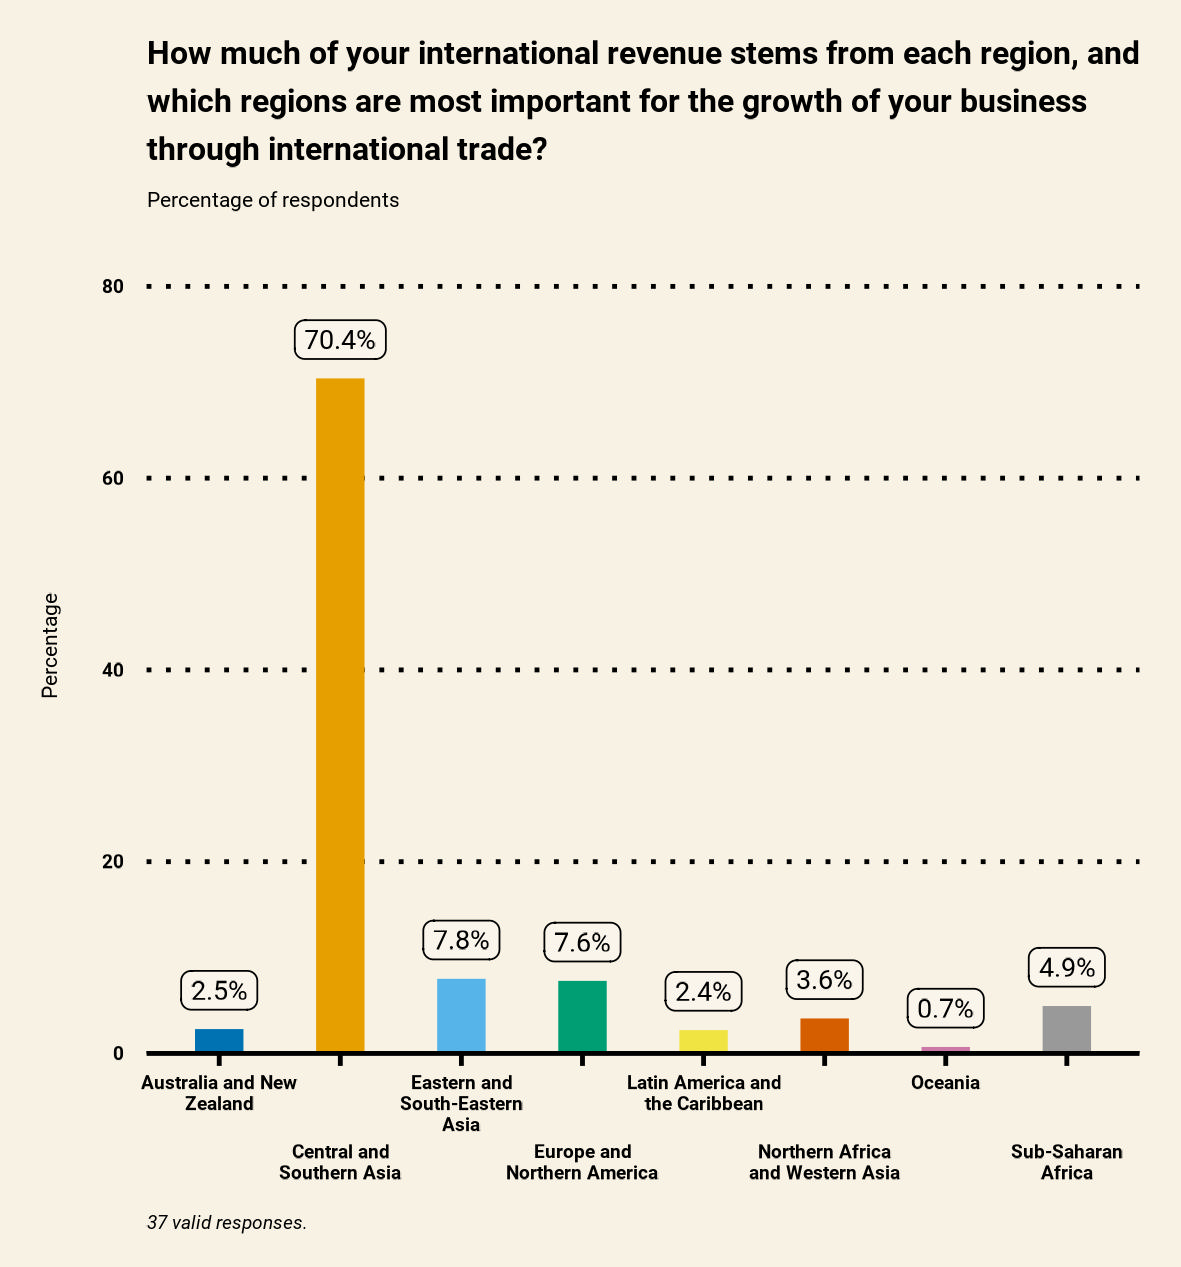 How much of your international revenue stems from each region, and
which regions are most important for the growth of your business
through international trade?
Percentage of respondents
Percentage
80
60
40
20
0
70.4%
7.8%
7.6%
4.9%
3.6%
2.5%
2.4%
0.7%
Australia and New
Zealand
Central and
Southern Asia
Eastern and
South-Eastern
Asia
Europe and
Northern America
Latin America and
the Caribbean
Northern Africa
and Western Asia
Oceania
Sub-Saharan
Africa
37 valid responses.